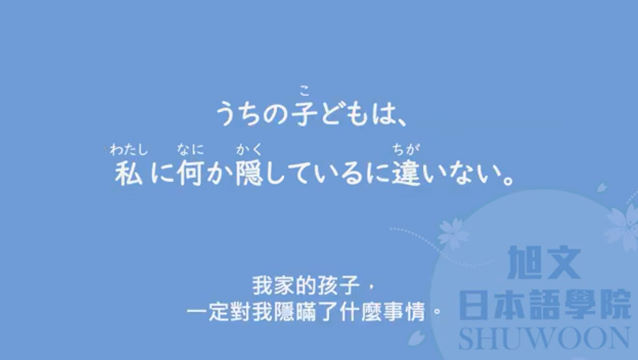 うちの子どもは、
こ
私に何か隠しているに違いない。
わたし なに かく ちが
我家的孩子，
一定對我隱瞞了什麼事情。
旭文
日本語學院
SHUWOON